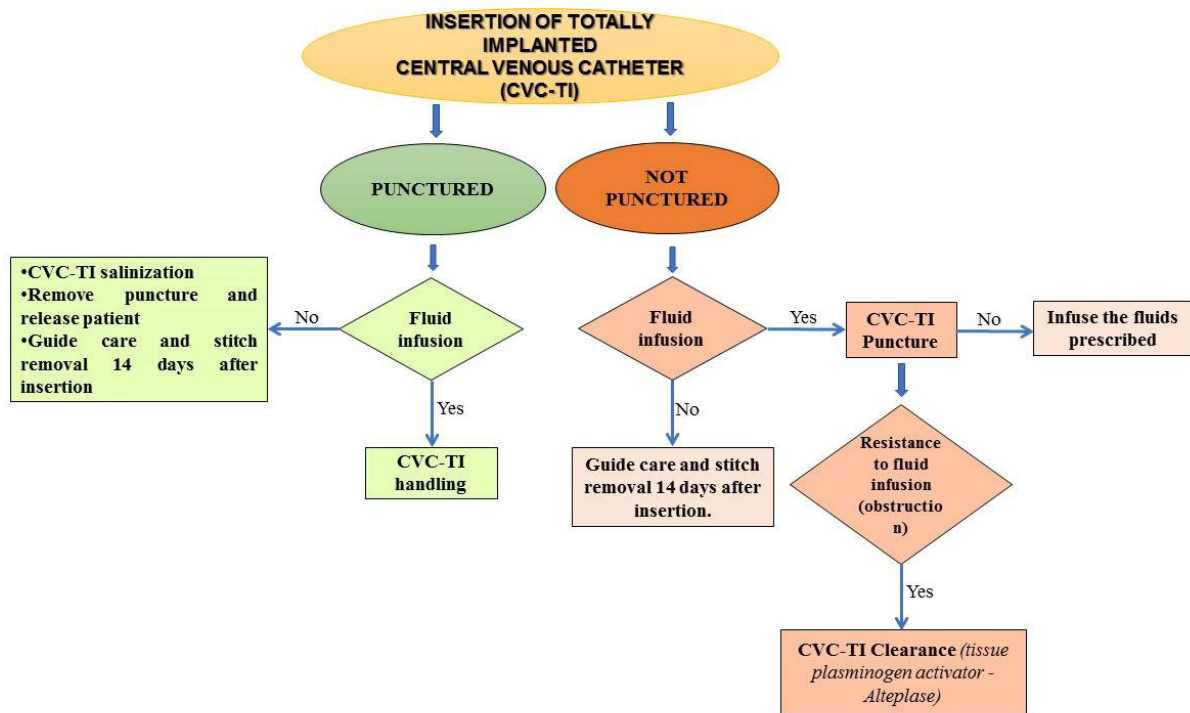 INSERTION OF TOTALLY
IMPLANTED
CENTRAL VENOUS CATHETER
(CVC-TI)
PUNCTURED
NOT
PUNCTURED
•CVC-TI salinization
•Remove puncture and
release patient
•Guide care and stitch
removal 14 days after
insertion
No
Fluid
infusion
Yes
CVC-TI
handling
Fluid
infusion
Yes
CVC-TI
Puncture
No
Infuse the fluids
prescribed
No
Guide care and stitch
removal 14 days after
insertion.
Resistance
to fluid
infusion
(obstructio
n)
Yes
CVC-TI Clearance (tissue
plasminogen activator -
Alteplase)